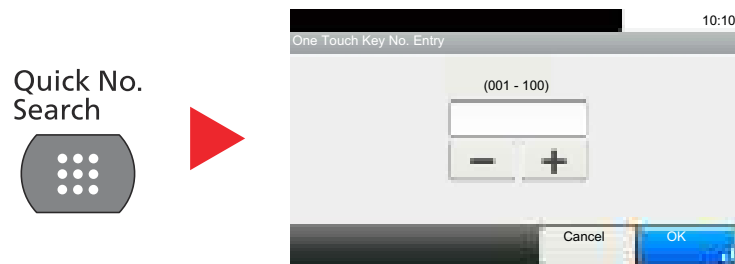 Quick No.
Search
10:10
One Touch Key No. Entry
(001 - 100)
Cancel
OK